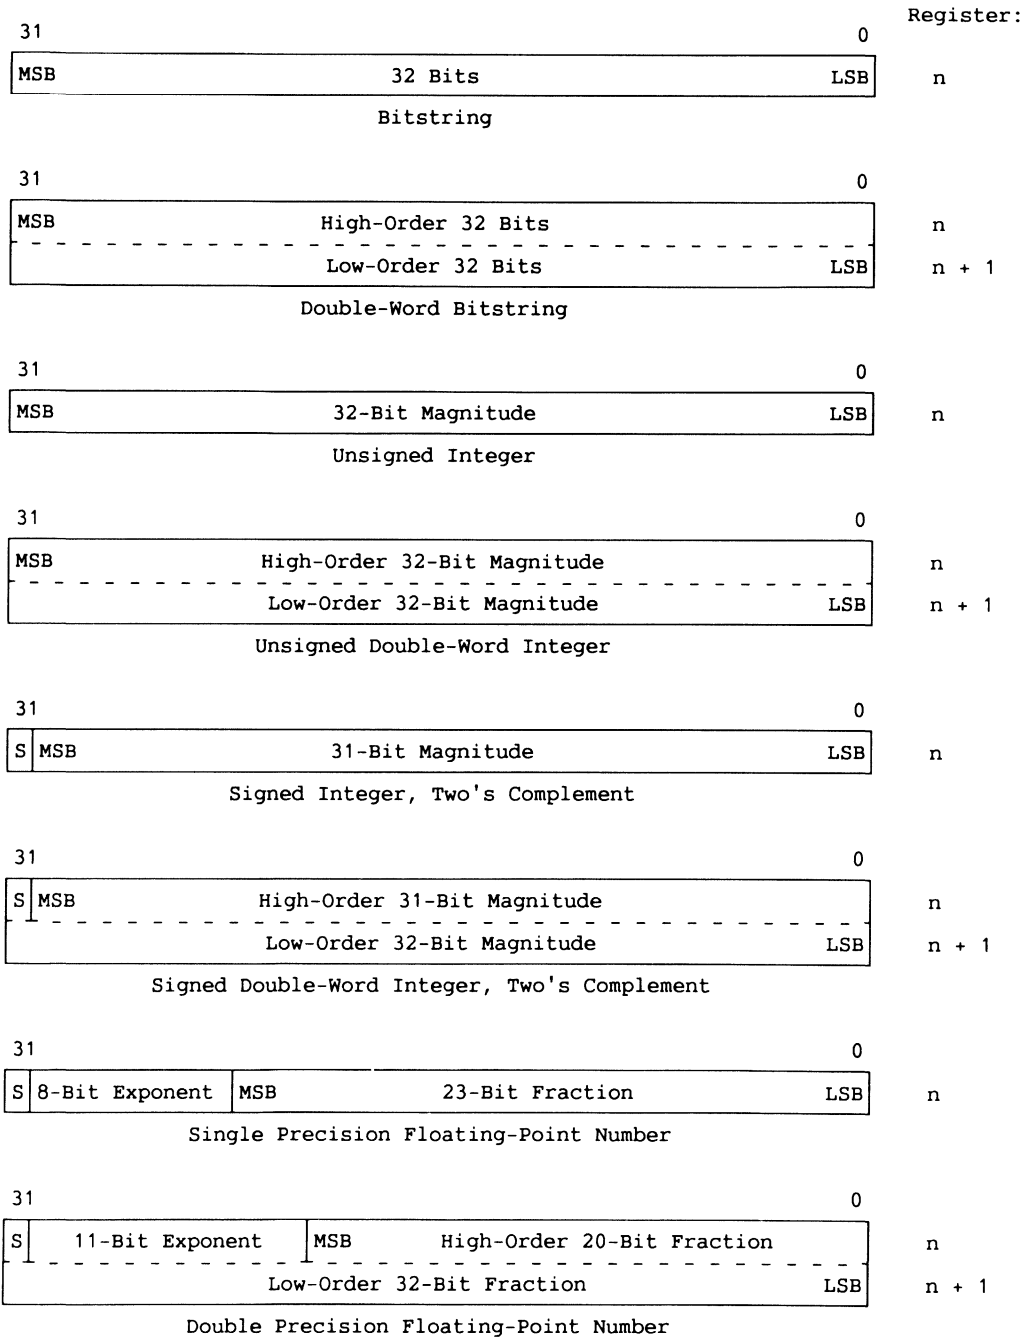 Register:
31 0
MSB 32 Bits LSB n
Bitstring
31 0
MSB High-Order 32 Bits n
Low-Order 32 Bits LSB n + 1
Double-Word Bitstring
31 0
MSB 32-Bit Magnitude LSB n
Unsigned Integer
31 0
MSB High-Order 32-Bit Magnitude n
Low-Order 32-Bit Magnitude LSB n + 1
Unsigned Double-Word Integer
31 0
S MSB 31-Bit Magnitude LSB n
Signed Integer, Two's Complement
31 0
S MSB High-Order 31-Bit Magnitude n
Low-Order 32-Bit Magnitude LSB n + 1
Signed Double-Word Integer, Two's Complement
31 0
S 8-Bit Exponent MSB 23-Bit Fraction LSB n
Single Precision Floating-Point Number
31 0
S 11-Bit Exponent MSB High-Order 20-Bit Fraction n
Low-Order 32-Bit Fraction LSB n + 1
Double Precision Floating-Point Number